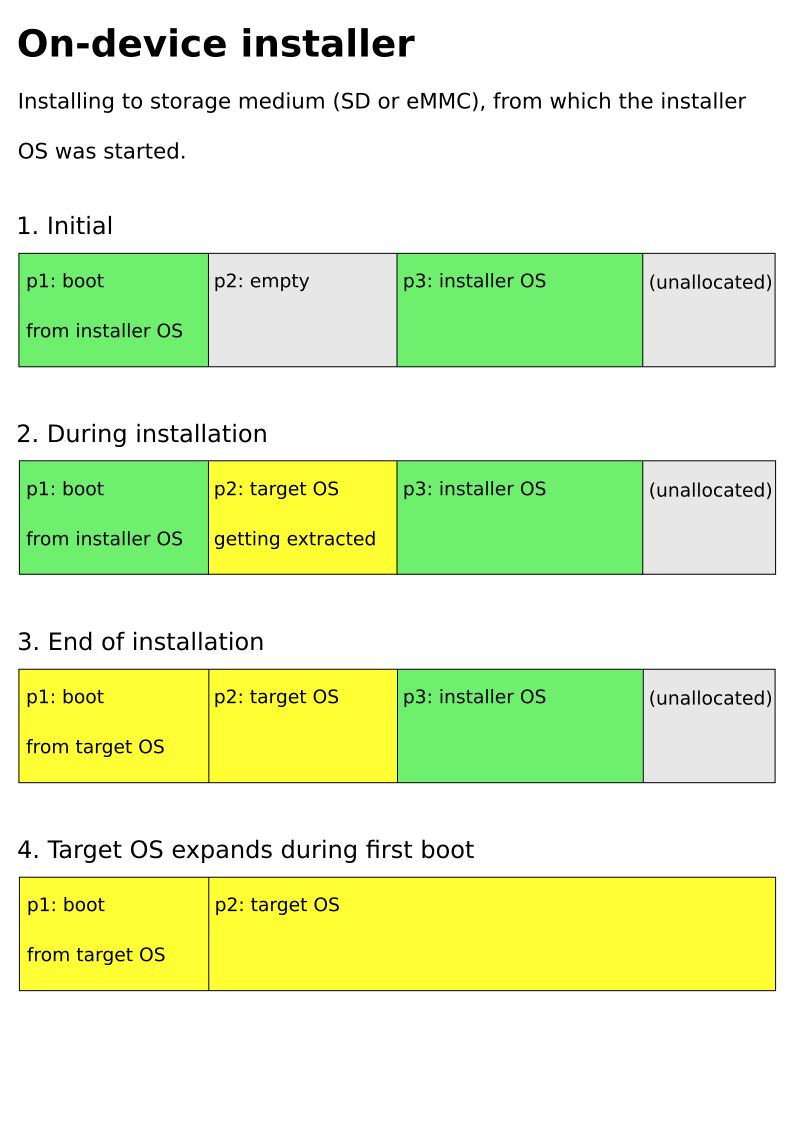 On-device installer
Installing to storage medium (SD or eMMC), from which the installer
OS was started.
1. Initial
p1: boot
from installer OS
p2: empty
p3: installer OS
(unallocated)
2. During installation
p1: boot
from installer OS
p2: target OS
getting extracted
p3: installer OS
(unallocated)
3. End of installation
p1: boot
from target OS
p2: target OS
p3: installer OS
(unallocated)
4. Target OS expands during first boot
p1: boot
from target OS
p2: target OS